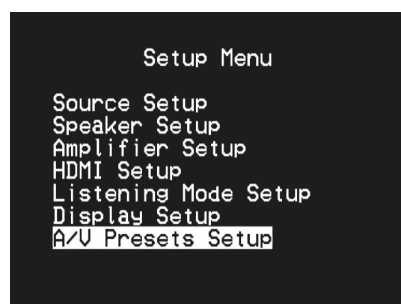 Setup Menu
Source Setup
Speaker Setup
Amplifier Setup
HDMI Setup
Listening Mode Setup
Display Setup
A/V Presets Setup